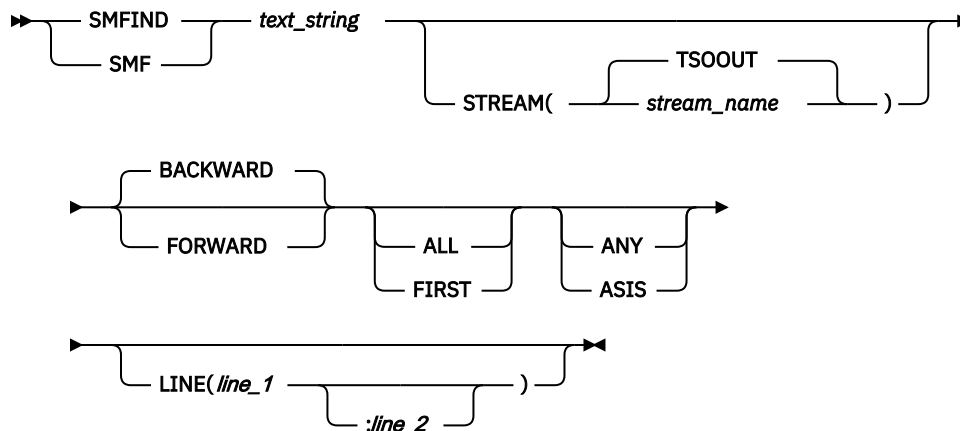 SMFIND text_string
SMF
TSOOUT
STREAM( stream_name )
BACKWARD
FORWARD
ALL ANY
FIRST ASIS
LINE(line_1 )
:line_2